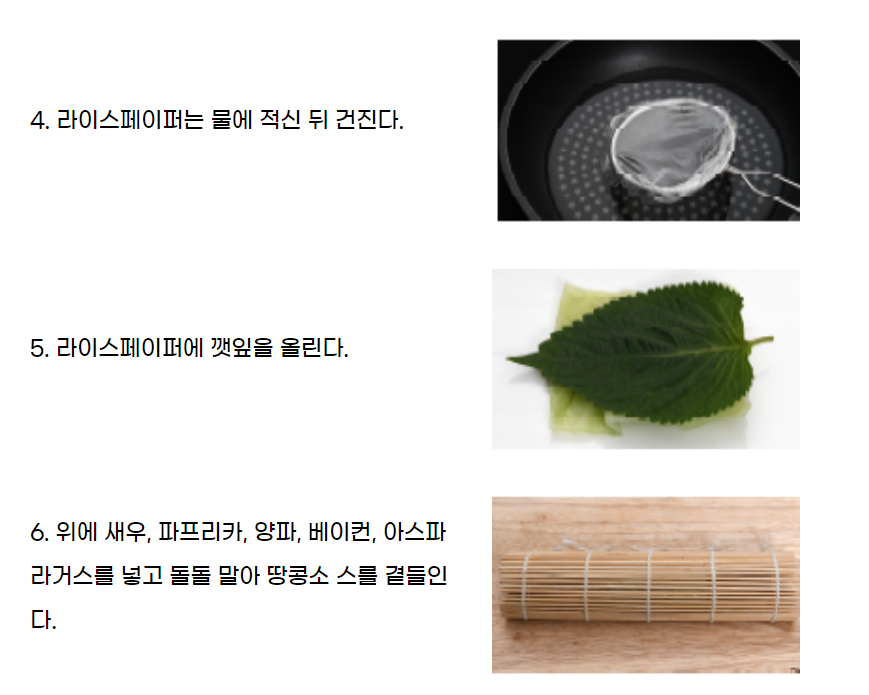 4. 라이스페이퍼는 물에 적신 뒤 건진다.
5. 라이스페이퍼에 깻잎을 올린다.
6. 위에 새우, 파프리카, 양파, 베이컨, 아스파
라거스를 넣고 돌돌 말아 땅콩소 스를 곁들인
다.